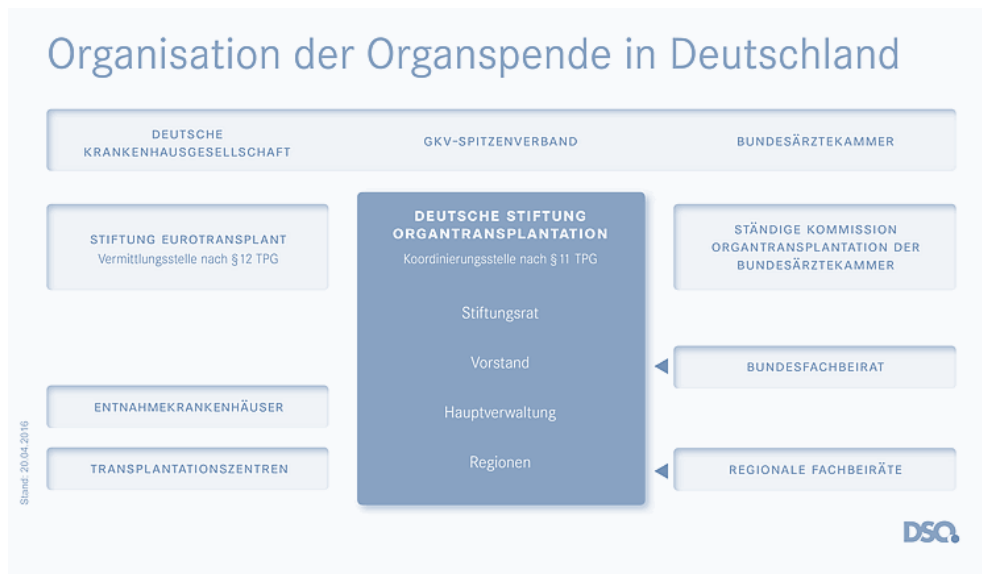 Organisation der Organspende in Deutschland
DEUTSCHE
KRANKENHAUSGESELLSCHAFT
GKV-SPITZENVERBAND
BUNDESÄRZTEKAMMER
STIFTUNG EUROTRANSPLANT
Vermittlungsstelle nach § 12 TPG
DEUTSCHE STIFTUNG
ORGANTRANSPLANTATION
Koordinierungsstelle nach § 11 TPG
Stiftungsrat
Vorstand
Hauptverwaltung
Regionen
STÄNDIGE KOMMISSION
ORGANTRANSPLANTATION DER
BUNDESÄRZTEKAMMER
BUNDESFACHBEIRAT
ENTNAHMEKRANKENHÄUSER
TRANSPLANTATIONSZENTREN
REGIONALE FACHBEIRÄTE
Stand: 20.04.2016
DSO